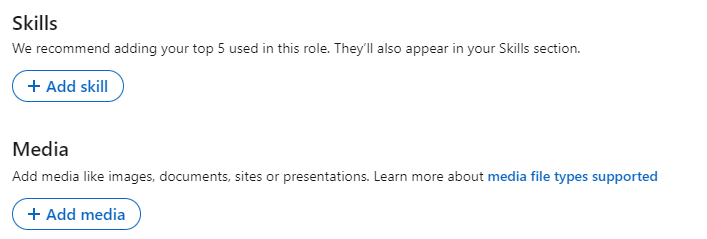 Skills
We recommend adding your top 5 used in this role. They'll also appear in your Skills section.
+ Add skill
Media
Add media like images, documents, sites or presentations. Learn more about media file types supported
+ Add media